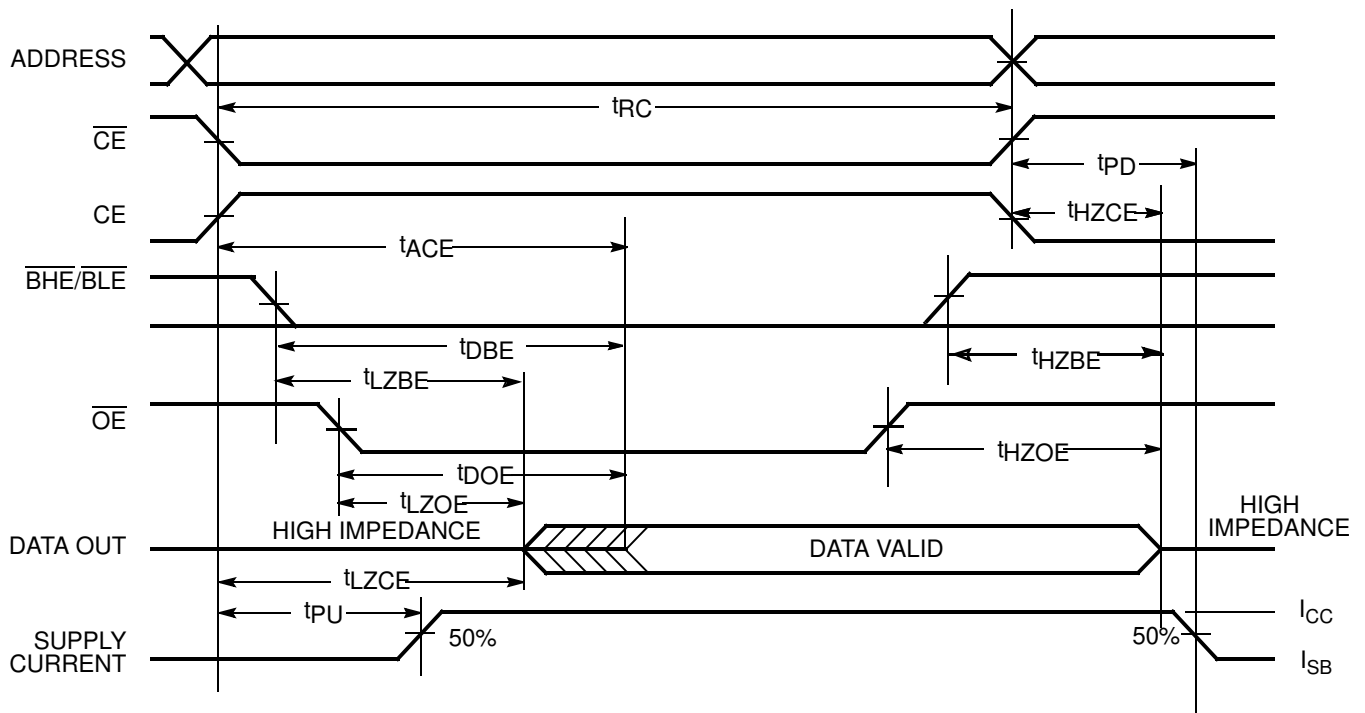 ADDRESS
tRC
CE
tPD
CE
tHZCE
tACE
BHE/BLE
tDBE
tHZBE
tLZBE
OE
tHZOE
tDOE
tLZOE
HIGH IMPEDANCE
HIGH
IMPEDANCE
DATA OUT
DATA VALID
tLZCE
tPU
ICC
50%
50%
SUPPLY
CURRENT
ISB